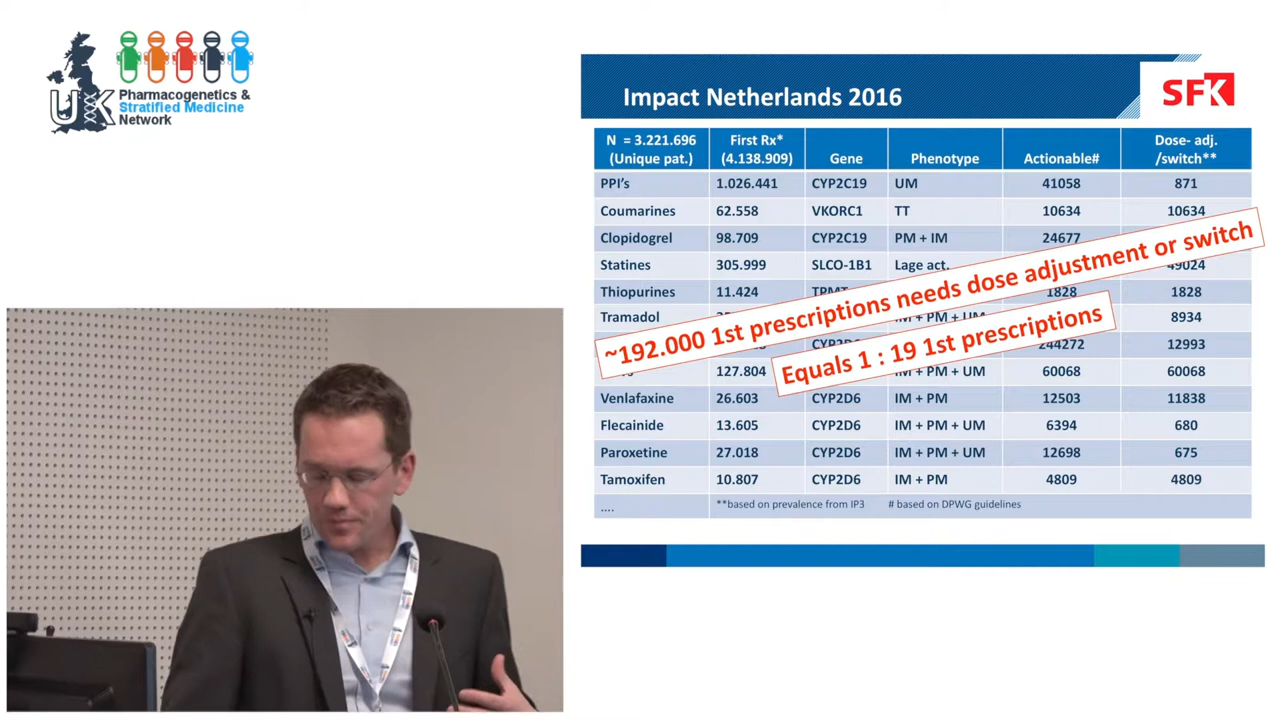 UK
Pharmacogenetics &
Stratified Medicine
Network
Impact Netherlands 2016
SFK
N = 3.221.696 (Unique pat.) First Rx* (4.138.909) Gene Phenotype Actionable# Dose- adj. /switch**
PPI's 1.026.441 CYP2C19 UM 41058 871
Coumarines 62.558 VKORC1 TT 10634 10634
Clopidogrel 98.709 CYP2C19 PM + IM 24677
Statines 305.999 SLCO-1B1 Lage act. 49024
Thiopurines 11.424 TPMT 1828 1828
Tramadol IM + PM + UM 8934
244272 12993
127.804 IM + PM + UM 60068 60068
Venlafaxine 26.603 CYP2D6 IM + PM 12503 11838
Flecainide 13.605 CYP2D6 IM + PM + UM 6394 680
Paroxetine 27.018 CYP2D6 IM + PM + UM 12698 675
Tamoxifen 10.807 CYP2D6 IM + PM 4809 4809
.... **based on prevalence from IP3 # based on DPWG guidelines
~192.000 1st prescriptions needs dose adjustment or switch
Equals 1 : 19 1st prescriptions